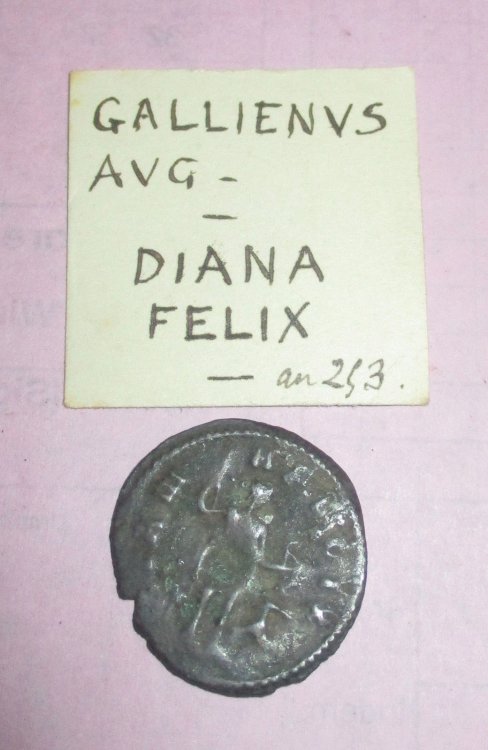 GALLIENVS
AVG -
DIANA
FELIX
an 253.